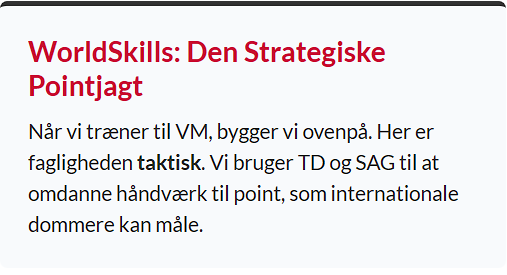 WorldSkills: Den Strategiske
Pointjagt
Når vi træner til VM, bygger vi ovenpå. Her er
fagligheden taktisk. Vi bruger TD og SAG til at
omdanne håndværk til point, som internationale
dommere kan måle.